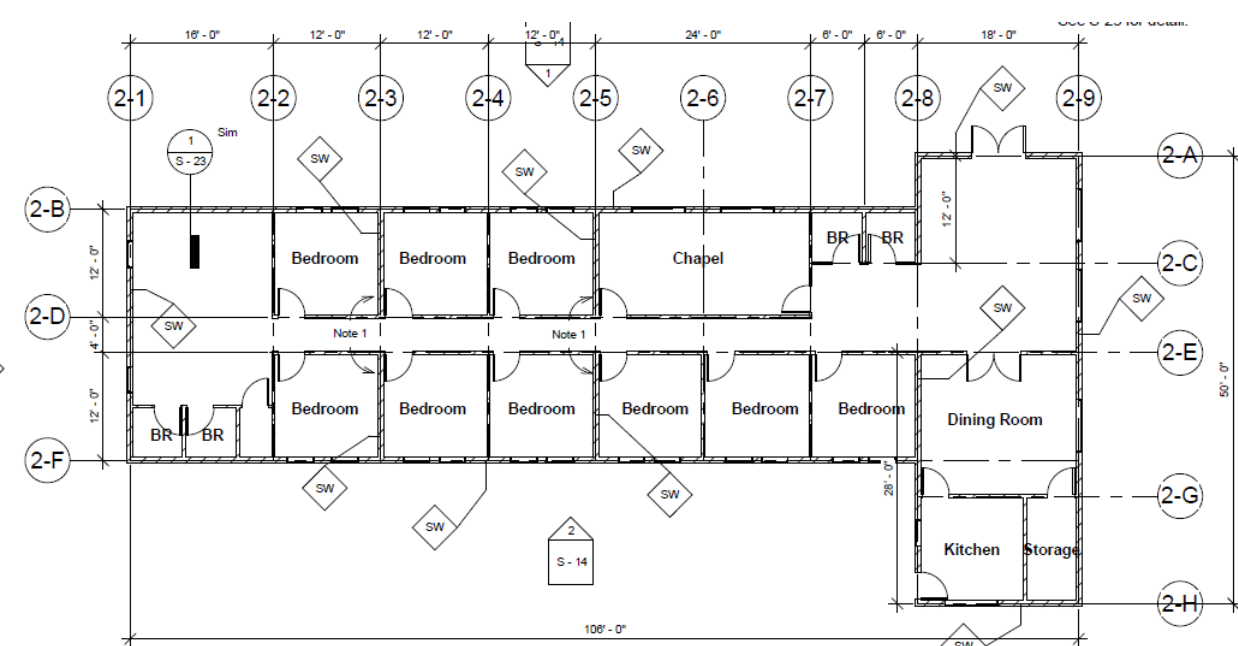 See S-23 for detail.
16' - 0"
12' - 0"
12' - 0"
12' - 0"
24' - 0"
6' - 0"
6' - 0"
18' - 0"
1
2-1
2-2
2-3
2-4
2-5
2-6
2-7
2-8
2-9
SW
1
S - 23
Sim
SW
SW
SW
2-A
2-B
12' - 0"
12' - 0"
BR
BR
Bedroom
Bedroom
Bedroom
Chapel
2-C
SW
SW
SW
2-D
4' - 0"
Note 1
Note 1
2-E
50' - 0"
12' - 0"
Bedroom
Bedroom
Bedroom
Bedroom
Bedroom
Bedroom
Dining Room
BR
BR
2-F
28' - 0"
SW
SW
SW
2-G
2
S - 14
Kitchen
Storage
2-H
106' - 0"
SW